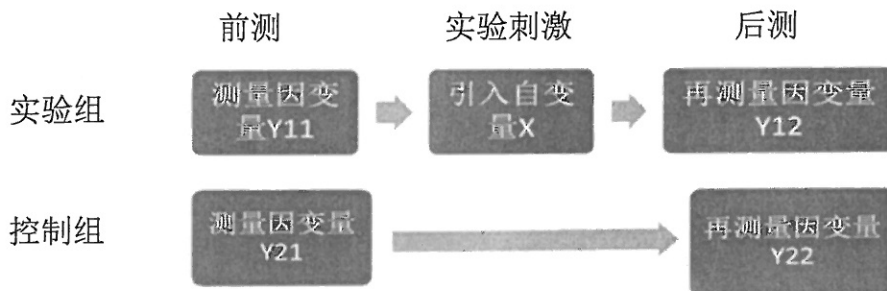 前测 实验刺激 后测
实验组
测量因变
量Y11
引入自变
量X
再测量因变量
Y12
控制组
测量因变量
Y21
再测量因变量
Y22